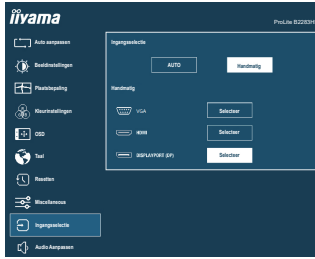 iiyama
ProLite B2283H
Auto aanpassen
Beeldinstellingen
Plaatsbepaling
Kleurinstellingen
OSD
Taal
Resetten
Miscellaneous
Ingangsselectie
Audio Aanpassen
Ingangsselectie
AUTO
Handmatig
Handmatig
VGA
Selecteer
HDMI
Selecteer
DISPLAYPORT (DP)
Selecteer